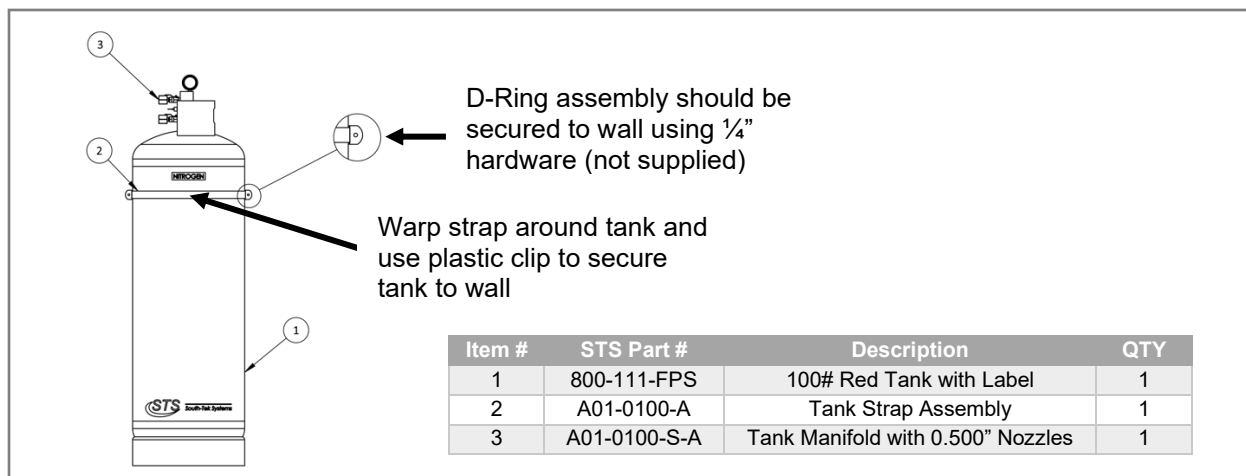 3
D-Ring assembly should be
secured to wall using ¼”
hardware (not supplied)
2
NITROGEN
Warp strap around tank and
use plastic clip to secure
tank to wall
1
Item # STS Part # Description QTY
1 800-111-FPS 100# Red Tank with Label 1
2 A01-0100-A Tank Strap Assembly 1
3 A01-0100-S-A Tank Manifold with 0.500” Nozzles 1
STS South-Tek Systems